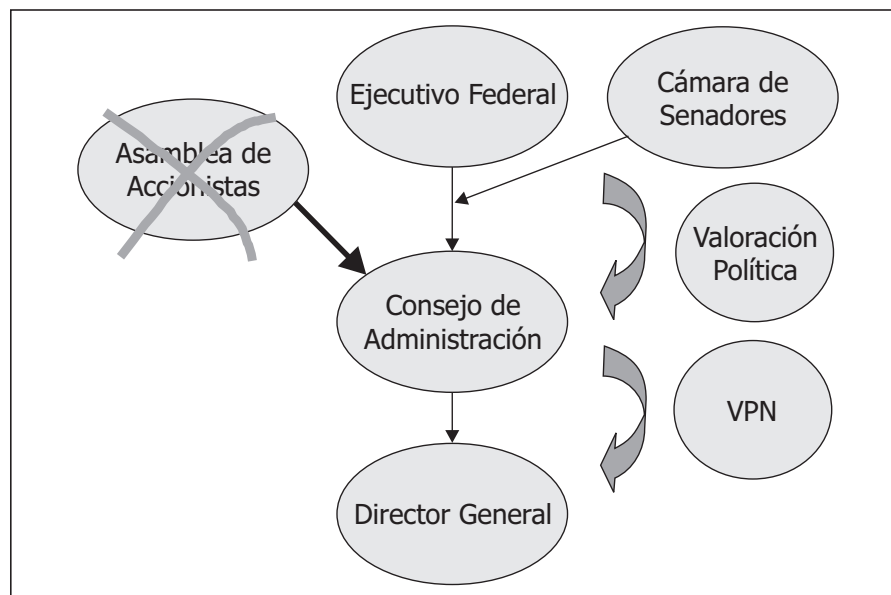 Ejecutivo Federal
Cámara de
Senadores
Asamblea de
Accionistas
Valoración
Política
Consejo de
Administración
VPN
Director General